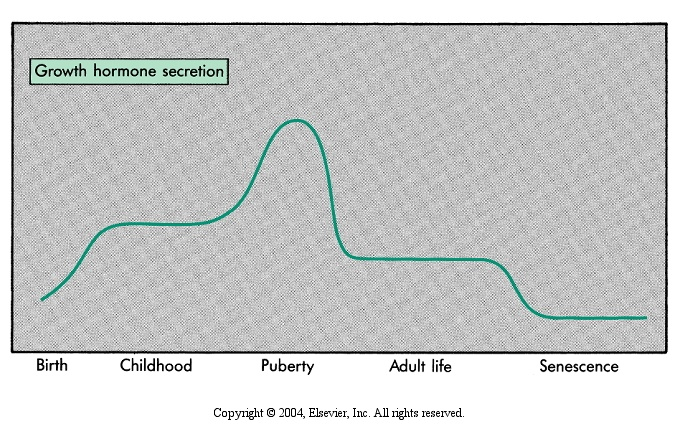 Growth hormone secretion
Birth Childhood Puberty Adult life Senescence
Copyright © 2004, Elsevier, Inc. All rights reserved.